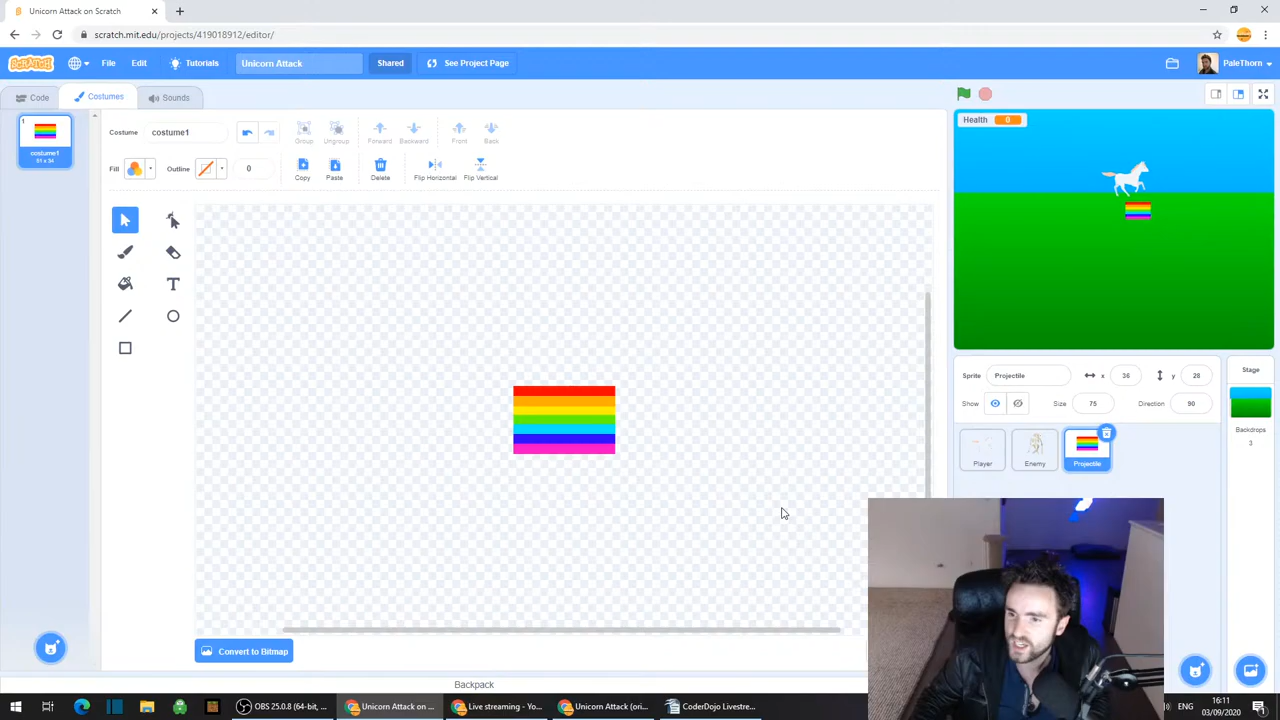 Unicorn Attack on Scratch
scratch.mit.edu/projects/419018912/editor/
SCRATCH
File
Edit
Tutorials
Unicorn Attack
Shared
See Project Page
PaleThorn
Code
Costumes
Sounds
1
costume1
51 x 34
Costume
costume1
Group
Ungroup
Forward
Backward
Front
Back
Fill
Outline
0
Copy
Paste
Delete
Flip Horizontal
Flip Vertical
T
Convert to Bitmap
Backpack
Health 0
Sprite
Projectile
x
36
y
28
Show
Size
75
Direction
90
Player
Enemy
Projectile
Stage
Backdrops
3
OBS 25.0.8 (64-bit, ...
Unicorn Attack on ...
Live streaming - Yo...
Unicorn Attack (ori...
CoderDojo Livestre...
ENG
16:11
03/09/2020